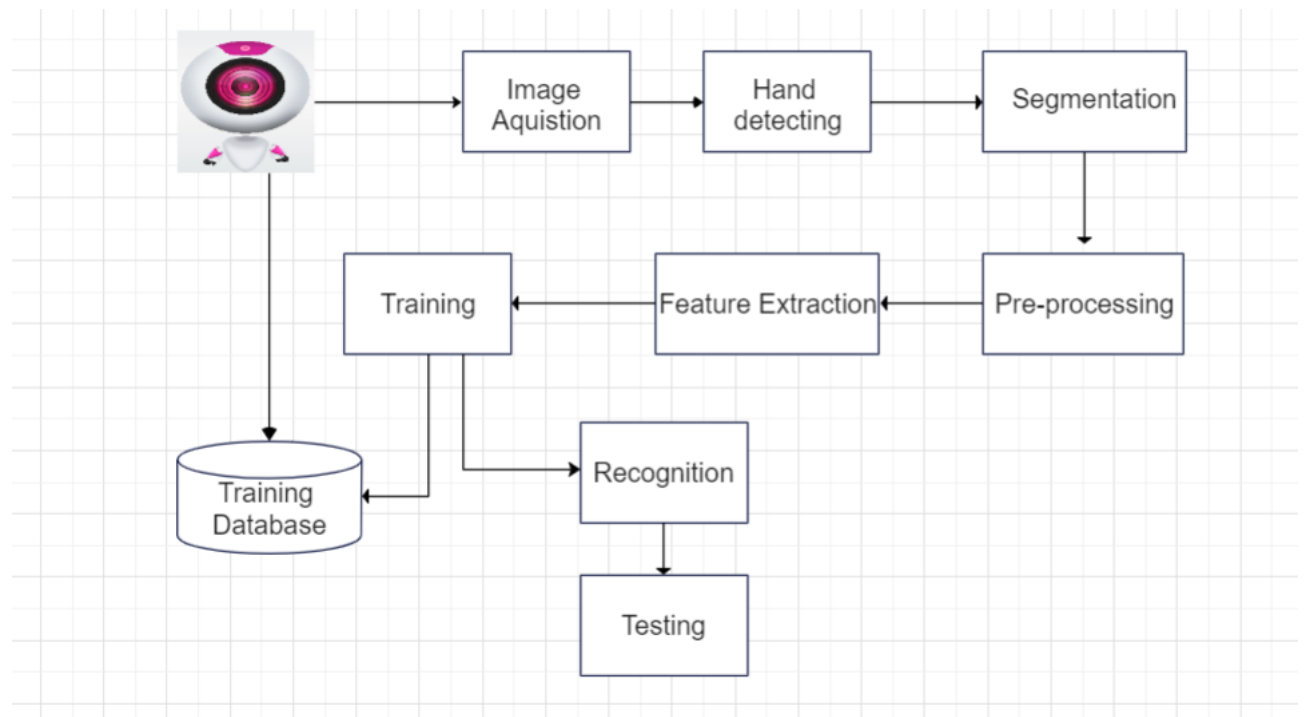 Image
Aquistion
Hand
detecting
Segmentation
Training
Feature Extraction
Pre-processing
Training
Database
Recognition
Testing